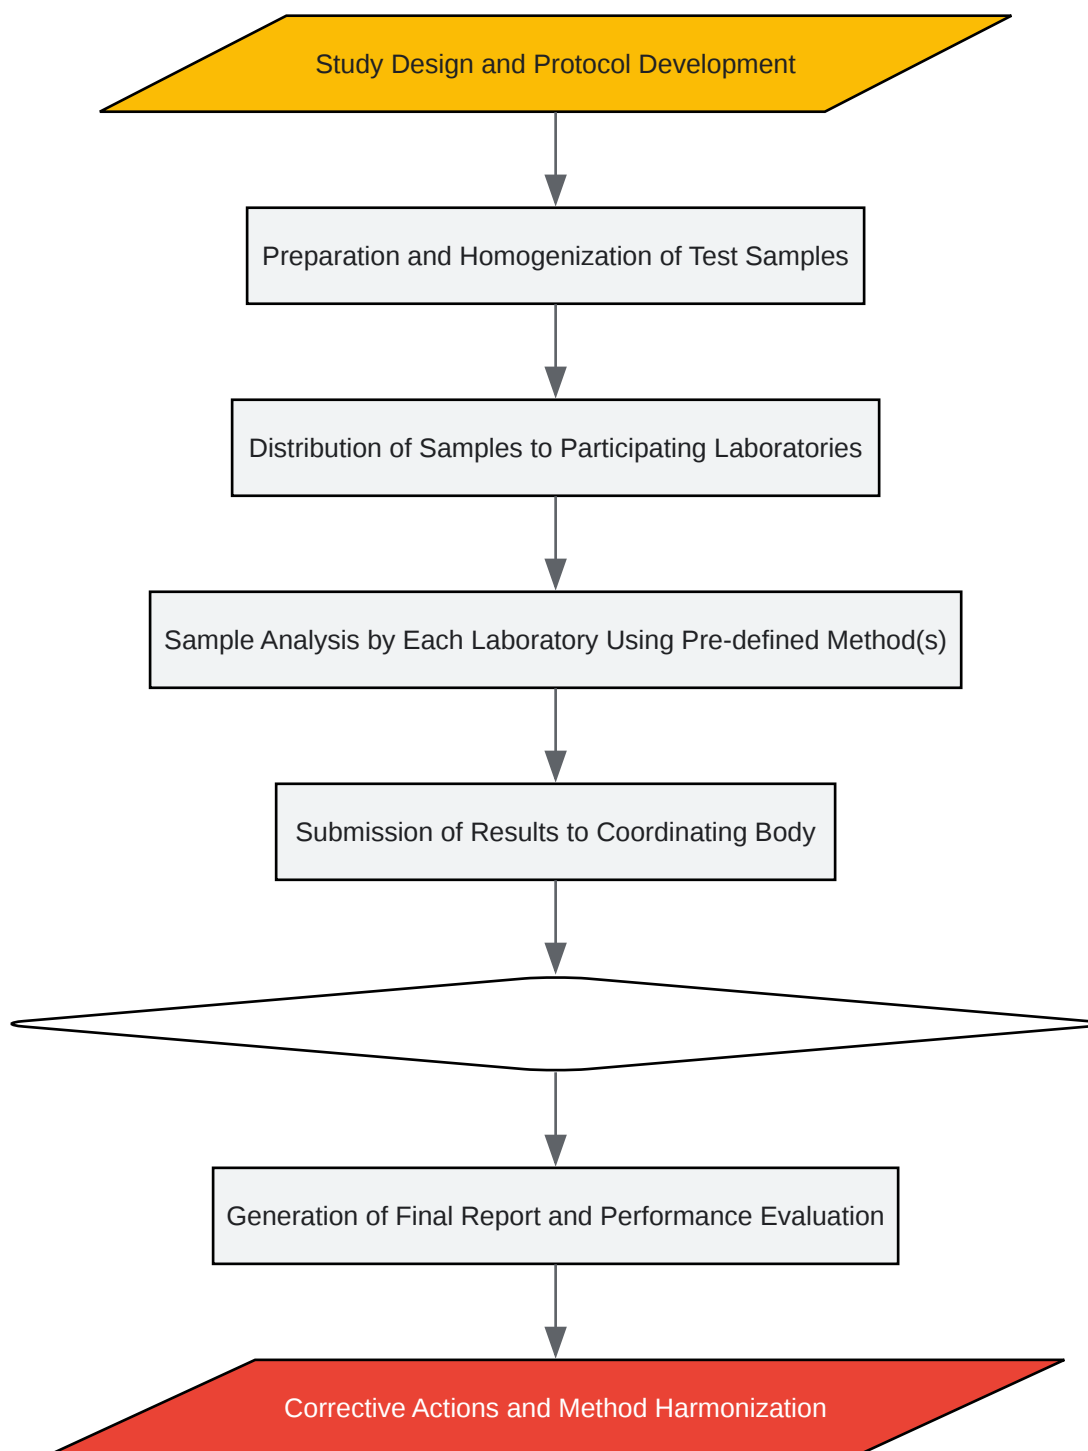 Study Design and Protocol Development
Preparation and Homogenization of Test Samples
Distribution of Samples to Participating Laboratories
Sample Analysis by Each Laboratory Using Pre-defined Method(s)
Submission of Results to Coordinating Body
Generation of Final Report and Performance Evaluation
Corrective Actions and Method Harmonization